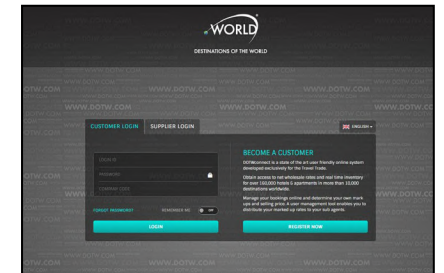 .WORLD
DESTINATIONS OF THE WORLD
WWW.DOTW.COM
CUSTOMER LOGIN
SUPPLIER LOGIN
ENGLISH
LOGIN ID
PASSWORD
COMPANY CODE
FORGOT PASSWORD?
REMEMBER ME
OFF
LOGIN
BECOME A CUSTOMER
DOTWconnect is a state of the art user friendly online system
developed exclusively for the Travel Trade.
Obtain access to net wholesale rates and real time inventory
for over 160,000 hotels & apartments in more than 10,000
destinations worldwide.
Manage your bookings online and determine your own mark
ups and selling price. A user management tool enables you to
distribute your marked up rates to your sub agents.
REGISTER NOW